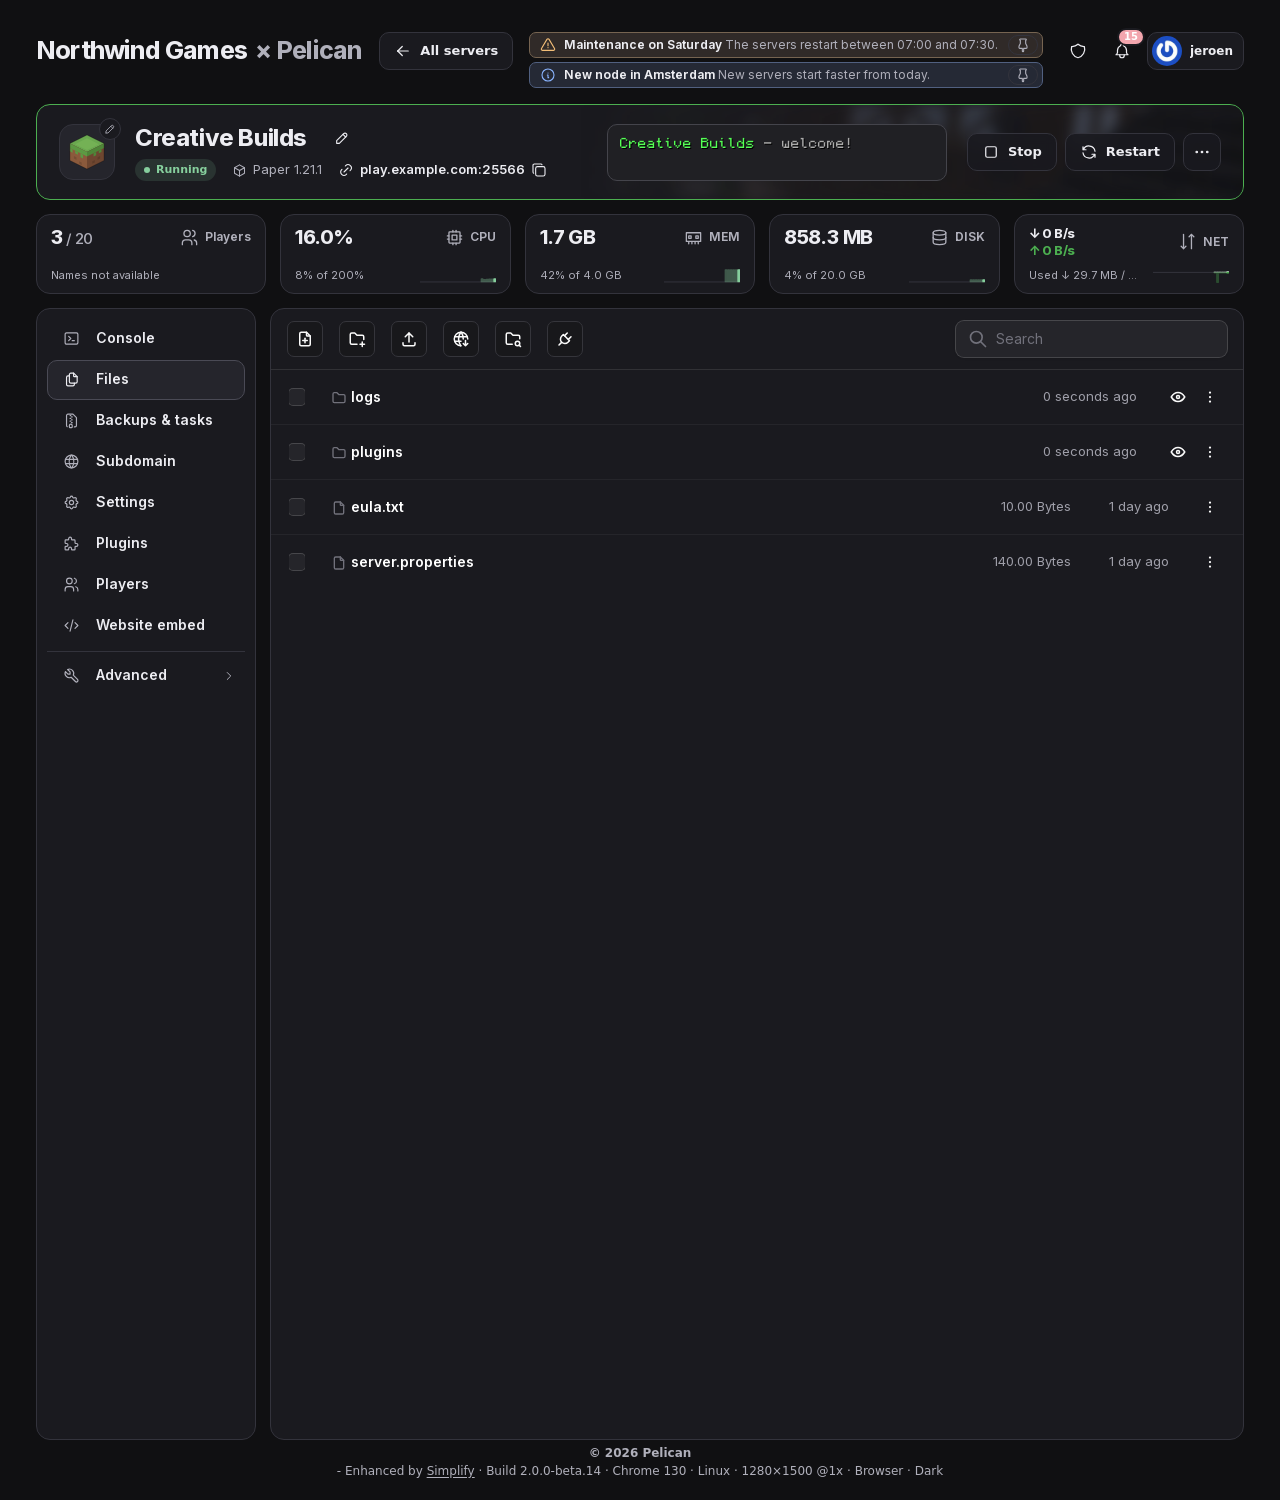 Northwind Games × Pelican
All servers
Maintenance on Saturday The servers restart between 07:00 and 07:30.
New node in Amsterdam New servers start faster from today.
15
jeroen
Creative Builds
Running
Paper 1.21.1
play.example.com:25566
Creative Builds – welcome!
Stop
Restart
3 / 20
Players
Names not available
16.0%
CPU
8% of 200%
1.7 GB
MEM
42% of 4.0 GB
858.3 MB
DISK
4% of 20.0 GB
↓ 0 B/s
↑ 0 B/s
NET
Used ↓ 29.7 MB / ...
Console
Files
Backups & tasks
Subdomain
Settings
Plugins
Players
Website embed
Advanced
Search
logs
0 seconds ago
plugins
0 seconds ago
eula.txt
10.00 Bytes
1 day ago
server.properties
140.00 Bytes
1 day ago
© 2026 Pelican
- Enhanced by Simplify · Build 2.0.0-beta.14 · Chrome 130 · Linux · 1280×1500 @1x · Browser · Dark